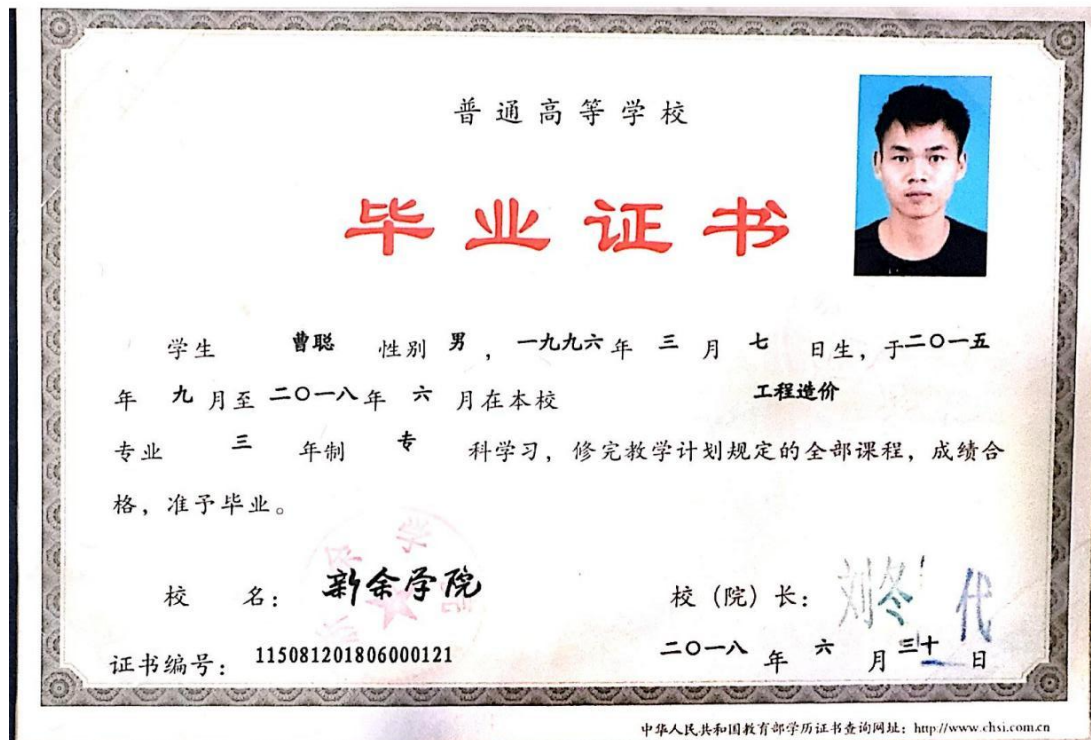 普通高等学校
毕业证书
学生 曹聪 性别 男 ，一九九六 年 三 月 七 日生，于二〇一五
年 九 月至 二〇一八 年 六 月在本校 工程造价
专业 三 年制 专 科学习，修完教学计划规定的全部课程，成绩合
格，准予毕业。
校 名： 新余学院
校（院）长： 刘冬 代
证书编号： 115081201806000121
二〇一八 年 六 月 三十 日
中华人民共和国教育部学历证书查询网址：http://www.chsi.com.cn